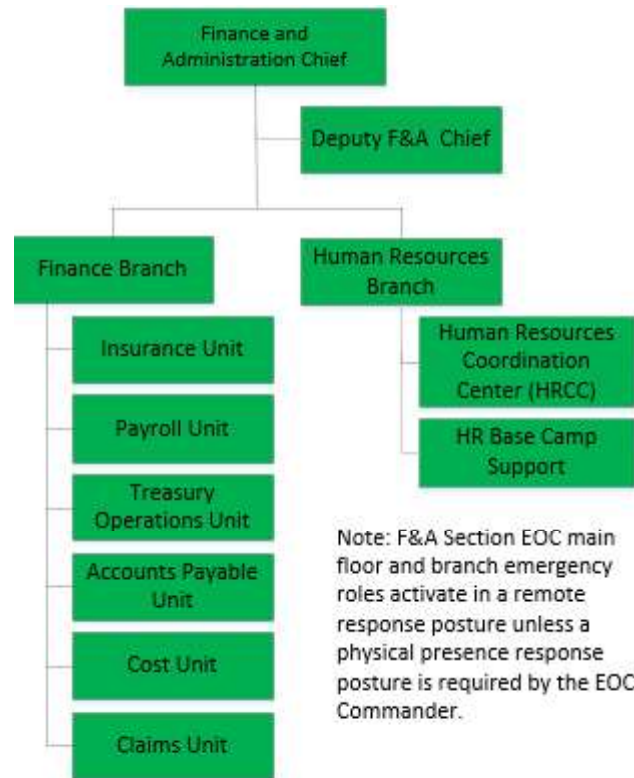 Finance and
Administration Chief
Deputy F&A  Chief
Finance Branch
Human Resources
Branch
Insurance Unit
Payroll Unit
Treasury
Operations Unit
Accounts Payable
Unit
Cost Unit
Claims Unit
Human Resources
Coordination
Center (HRCC)
HR Base Camp
Support
Note: F&A Section EOC main
floor and branch emergency
roles activate in a remote
response posture unless a
physical presence response
posture is required by the EOC
Commander.